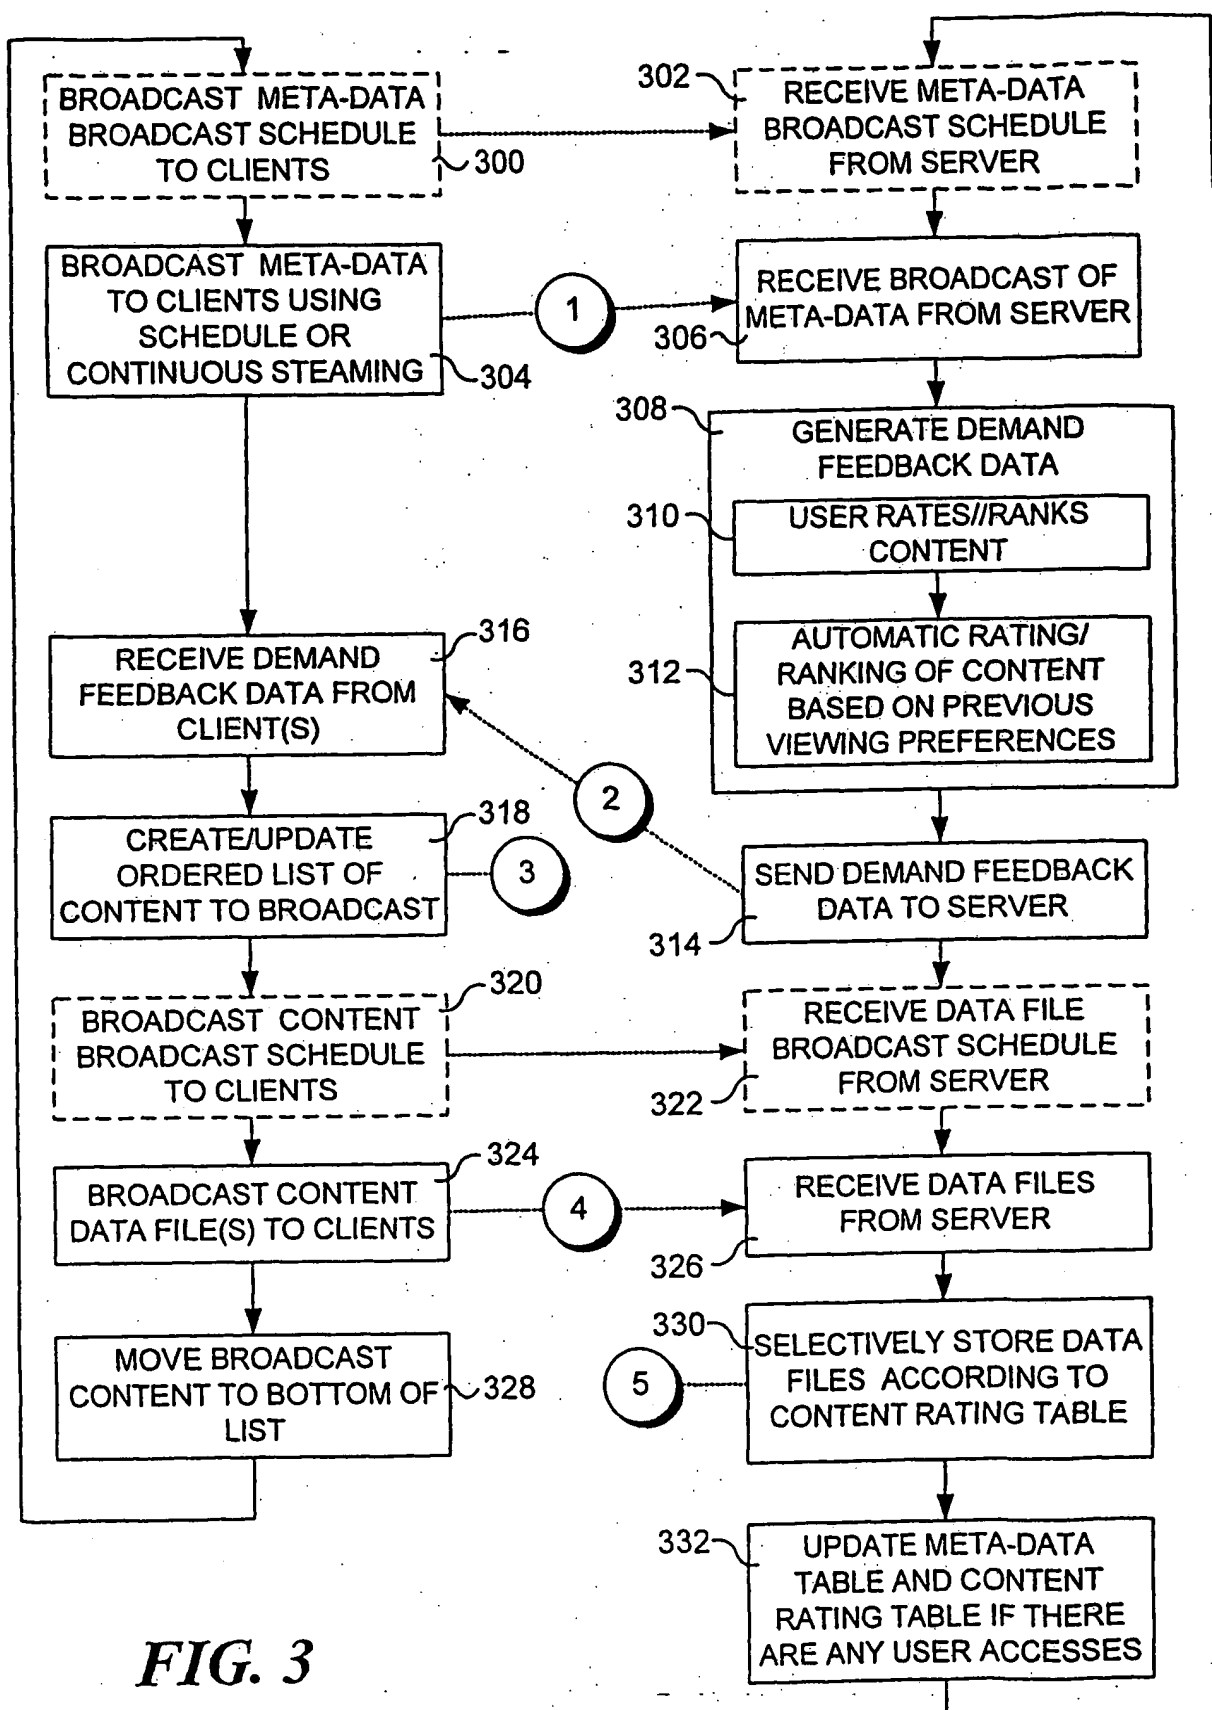 BROADCAST META-DATA
BROADCAST SCHEDULE
TO CLIENTS
300
302
RECEIVE META-DATA
BROADCAST SCHEDULE
FROM SERVER
BROADCAST META-DATA
TO CLIENTS USING
SCHEDULE OR
CONTINUOUS STEAMING
304
1
RECEIVE BROADCAST OF
META-DATA FROM SERVER
306
308
GENERATE DEMAND
FEEDBACK DATA
310
USER RATES//RANKS
CONTENT
312
AUTOMATIC RATING/
RANKING OF CONTENT
BASED ON PREVIOUS
VIEWING PREFERENCES
316
RECEIVE DEMAND
FEEDBACK DATA FROM
CLIENT(S)
2
318
CREATE/UPDATE
ORDERED LIST OF
CONTENT TO BROADCAST
3
SEND DEMAND FEEDBACK
DATA TO SERVER
314
320
BROADCAST CONTENT
BROADCAST SCHEDULE
TO CLIENTS
RECEIVE DATA FILE
BROADCAST SCHEDULE
FROM SERVER
322
324
BROADCAST CONTENT
DATA FILE(S) TO CLIENTS
4
RECEIVE DATA FILES
FROM SERVER
326
MOVE BROADCAST
CONTENT TO BOTTOM OF
LIST
328
330
5
SELECTIVELY STORE DATA
FILES ACCORDING TO
CONTENT RATING TABLE
332
UPDATE META-DATA
TABLE AND CONTENT
RATING TABLE IF THERE
ARE ANY USER ACCESSES
FIG. 3